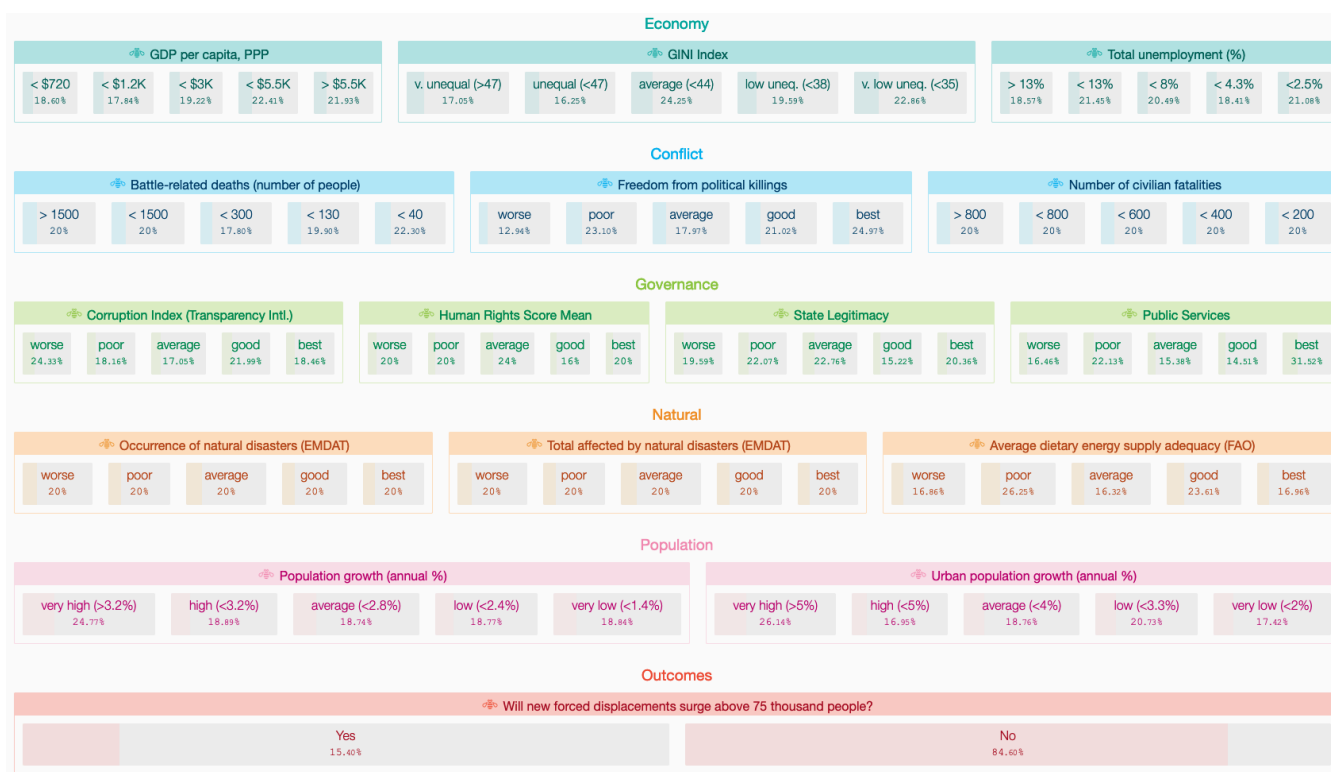 Economy
GDP per capita, PPP GINI Index Total unemployment (%)
< $720 < $1.2K < $3K < $5.5K > $5.5K v. unequal (>47) unequal (<47) average (<44) low uneq. (<38) v. low uneq. (<35) > 13% < 13% < 8% < 4.3% <2.5%
18.60% 17.84% 19.22% 22.41% 21.93% 17.05% 16.25% 24.25% 19.59% 22.86% 18.57% 21.45% 20.49% 18.41% 21.08%
Conflict
Battle-related deaths (number of people) Freedom from political killings Number of civilian fatalities
> 1500 < 1500 < 300 < 130 < 40 worse poor average good best > 800 < 800 < 600 < 400 < 200
20% 20% 17.80% 19.90% 22.30% 12.94% 23.10% 17.97% 21.02% 24.97% 20% 20% 20% 20% 20%
Governance
Corruption Index (Transparency Intl.) Human Rights Score Mean State Legitimacy Public Services
worse poor average good best worse poor average good best worse poor average good best worse poor average good best
24.33% 18.16% 17.05% 21.99% 18.46% 20% 20% 24% 16% 20% 19.59% 22.07% 22.76% 15.22% 20.36% 16.46% 22.13% 15.38% 14.51% 31.52%
Natural
Occurrence of natural disasters (EMDAT) Total affected by natural disasters (EMDAT) Average dietary energy supply adequacy (FAO)
worse poor average good best worse poor average good best worse poor average good best
20% 20% 20% 20% 20% 20% 20% 20% 20% 20% 16.86% 26.25% 16.32% 23.61% 16.96%
Population
Population growth (annual %) Urban population growth (annual %)
very high (>3.2%) high (<3.2%) average (<2.8%) low (<2.4%) very low (<1.4%) very high (>5%) high (<5%) average (<4%) low (<3.3%) very low (<2%)
24.77% 18.89% 18.74% 18.77% 18.84% 26.14% 16.95% 18.76% 20.73% 17.42%
Outcomes
Will new forced displacements surge above 75 thousand people?
Yes No
15.40% 84.60%